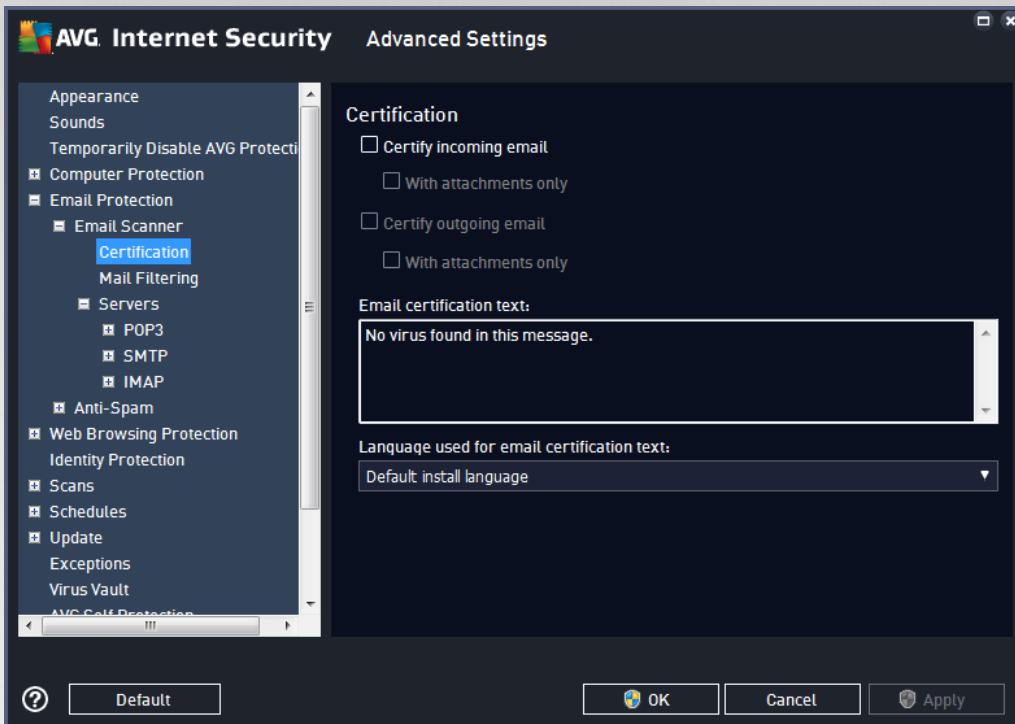 AVG Internet Security Advanced Settings
Appearance
Sounds
Temporarily Disable AVG Protecti
Computer Protection
Email Protection
Email Scanner
Certification
Mail Filtering
Servers
POP3
SMTP
IMAP
Anti-Spam
Web Browsing Protection
Identity Protection
Scans
Schedules
Update
Exceptions
Virus Vault
AVG Self Protection
Certification
Certify incoming email
With attachments only
Certify outgoing email
With attachments only
Email certification text:
No virus found in this message.
Language used for email certification text:
Default install language
Default
OK
Cancel
Apply